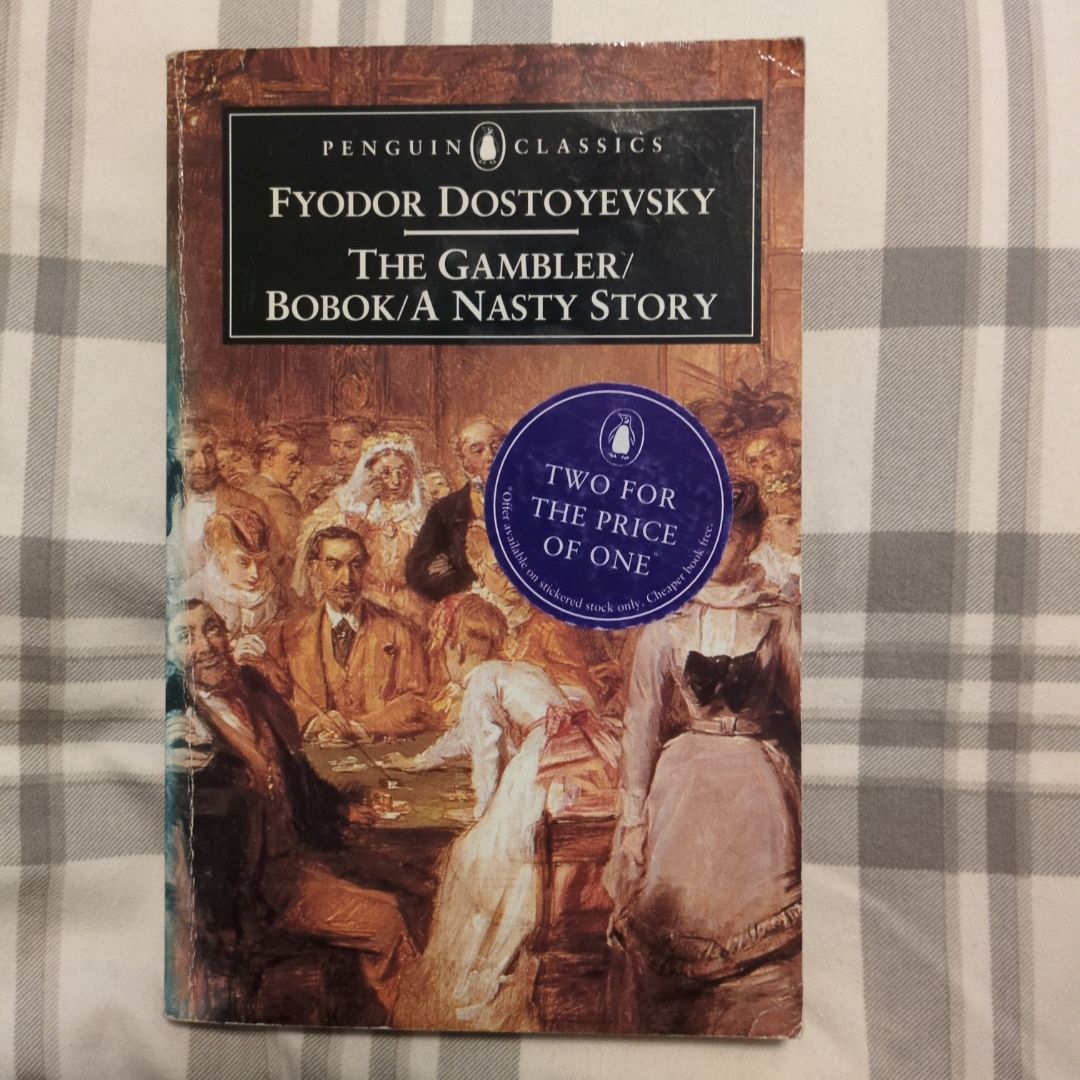 PENGUIN CLASSICS
FYODOR DOSTOYEVSKY
THE GAMBLER/
BOBOK/A NASTY STORY
TWO FOR
THE PRICE
OF ONE*
*Offer available on stickered stock only. Cheaper book free.